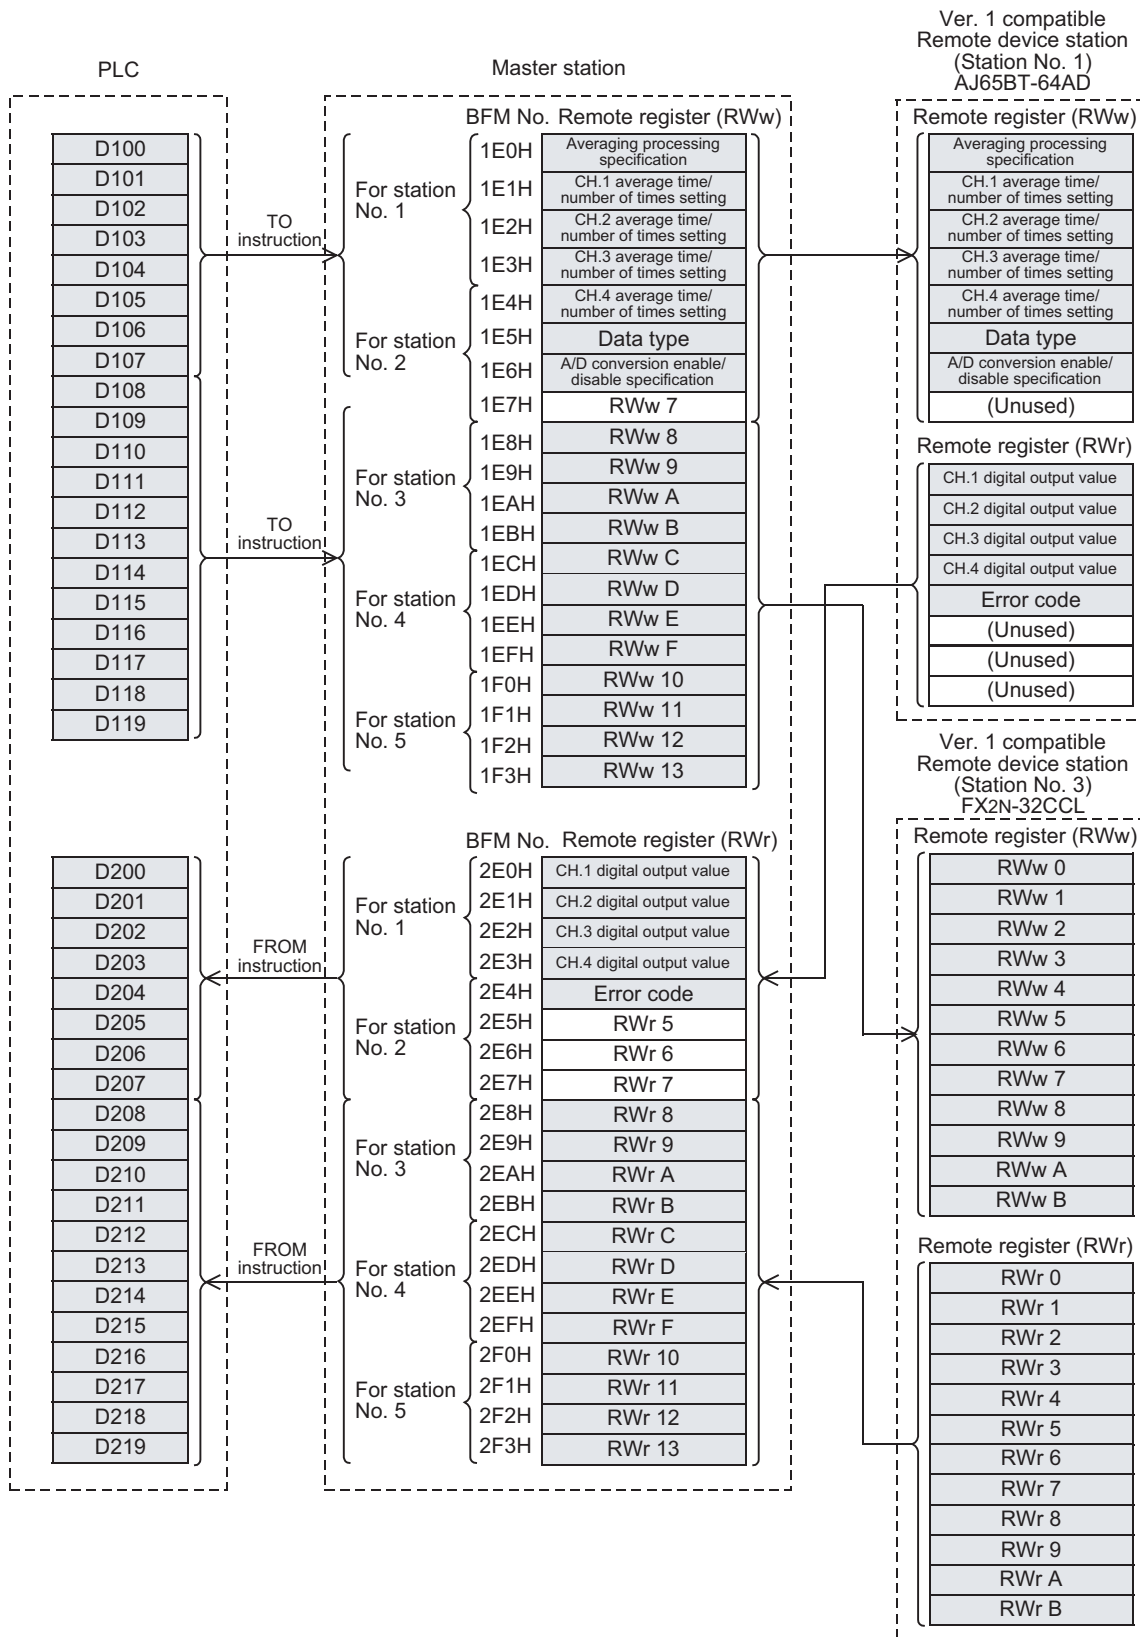 PLC
D100
D101
D102
D103
D104
D105
D106
D107
D108
D109
D110
D111
D112
D113
D114
D115
D116
D117
D118
D119
D200
D201
D202
D203
D204
D205
D206
D207
D208
D209
D210
D211
D212
D213
D214
D215
D216
D217
D218
D219
TO
instruction
TO
instruction
FROM
instruction
FROM
instruction
Master station
BFM No. Remote register (RWw)
For station
No. 1
1E0H Averaging processing
specification
1E1H CH.1 average time/
number of times setting
1E2H CH.2 average time/
number of times setting
1E3H CH.3 average time/
number of times setting
For station
No. 2
1E4H CH.4 average time/
number of times setting
1E5H Data type
1E6H A/D conversion enable/
disable specification
1E7H RWw 7
For station
No. 3
1E8H RWw 8
1E9H RWw 9
1EAH RWw A
1EBH RWw B
For station
No. 4
1ECH RWw C
1EDH RWw D
1EEH RWw E
1EFH RWw F
For station
No. 5
1F0H RWw 10
1F1H RWw 11
1F2H RWw 12
1F3H RWw 13
BFM No. Remote register (RWr)
For station
No. 1
2E0H CH.1 digital output value
2E1H CH.2 digital output value
2E2H CH.3 digital output value
2E3H CH.4 digital output value
For station
No. 2
2E4H Error code
2E5H RWr 5
2E6H RWr 6
2E7H RWr 7
For station
No. 3
2E8H RWr 8
2E9H RWr 9
2EAH RWr A
2EBH RWr B
For station
No. 4
2ECH RWr C
2EDH RWr D
2EEH RWr E
2EFH RWr F
For station
No. 5
2F0H RWr 10
2F1H RWr 11
2F2H RWr 12
2F3H RWr 13
Ver. 1 compatible
Remote device station
(Station No. 1)
AJ65BT-64AD
Remote register (RWw)
Averaging processing
specification
CH.1 average time/
number of times setting
CH.2 average time/
number of times setting
CH.3 average time/
number of times setting
CH.4 average time/
number of times setting
Data type
A/D conversion enable/
disable specification
(Unused)
Remote register (RWr)
CH.1 digital output value
CH.2 digital output value
CH.3 digital output value
CH.4 digital output value
Error code
(Unused)
(Unused)
(Unused)
Ver. 1 compatible
Remote device station
(Station No. 3)
FX2N-32CCL
Remote register (RWw)
RWw 0
RWw 1
RWw 2
RWw 3
RWw 4
RWw 5
RWw 6
RWw 7
RWw 8
RWw 9
RWw A
RWw B
Remote register (RWr)
RWr 0
RWr 1
RWr 2
RWr 3
RWr 4
RWr 5
RWr 6
RWr 7
RWr 8
RWr 9
RWr A
RWr B